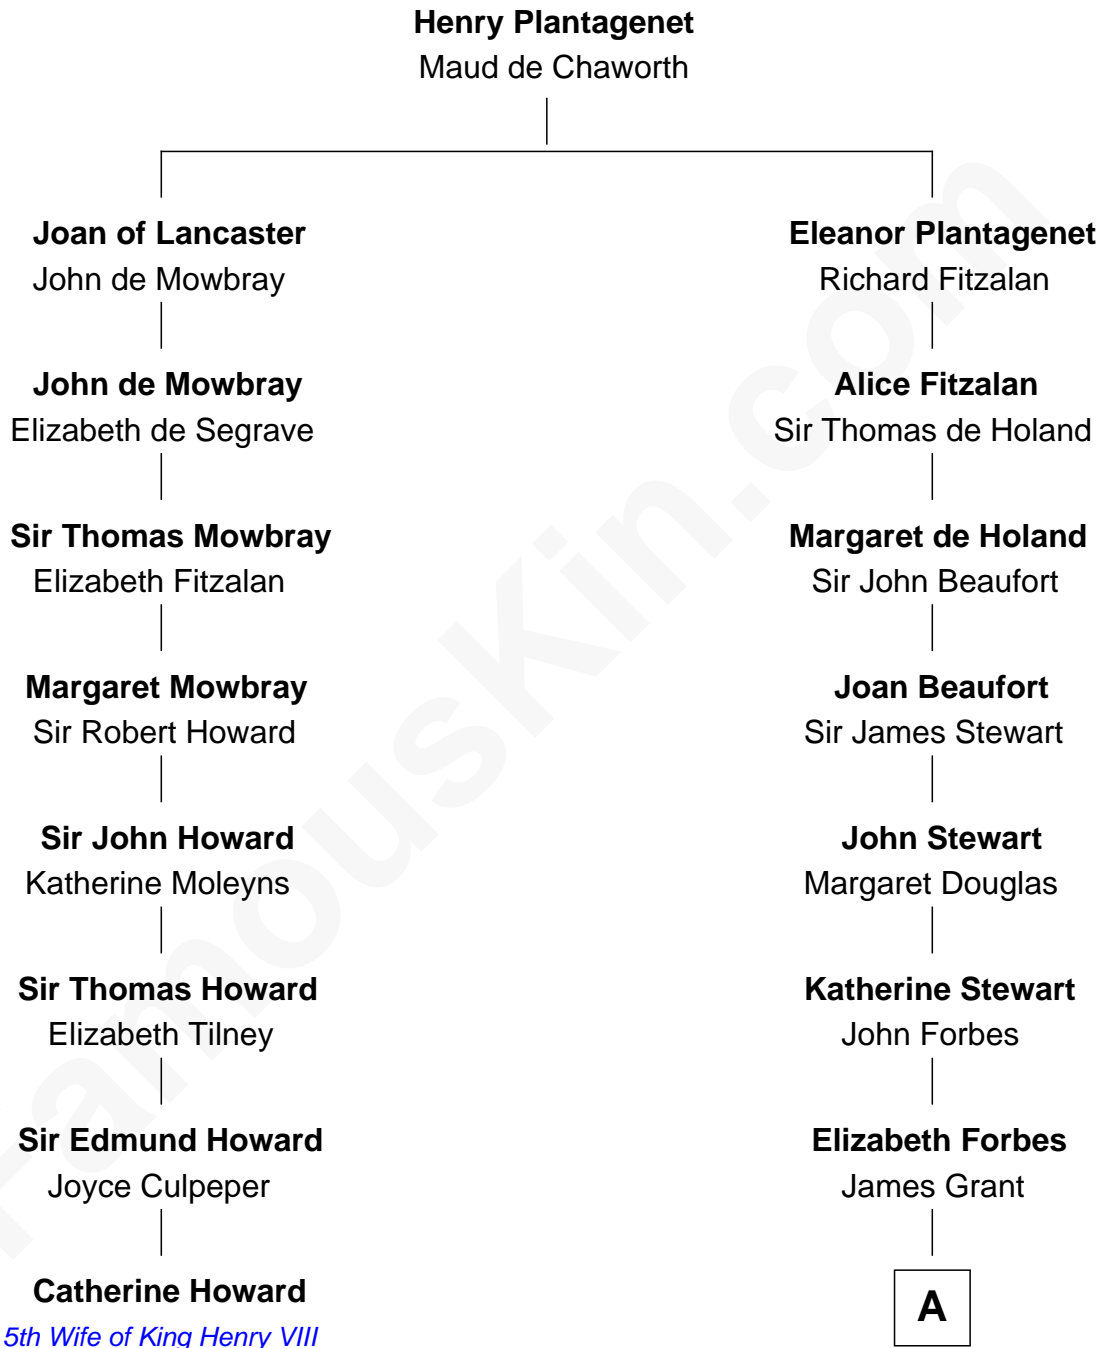 Henry Plantagenet
Maud de Chaworth
Joan of Lancaster
John de Mowbray
Eleanor Plantagenet
Richard Fitzalan
John de Mowbray
Elizabeth de Segrave
Alice Fitzalan
Sir Thomas de Holand
Sir Thomas Mowbray
Elizabeth Fitzalan
Margaret de Holand
Sir John Beaufort
Margaret Mowbray
Sir Robert Howard
Joan Beaufort
Sir James Stewart
Sir John Howard
Katherine Moleyns
John Stewart
Margaret Douglas
Sir Thomas Howard
Elizabeth Tilney
Katherine Stewart
John Forbes
Sir Edmund Howard
Joyce Culpeper
Elizabeth Forbes
James Grant
Catherine Howard
5th Wife of King Henry VIII
A
FamousKin.com